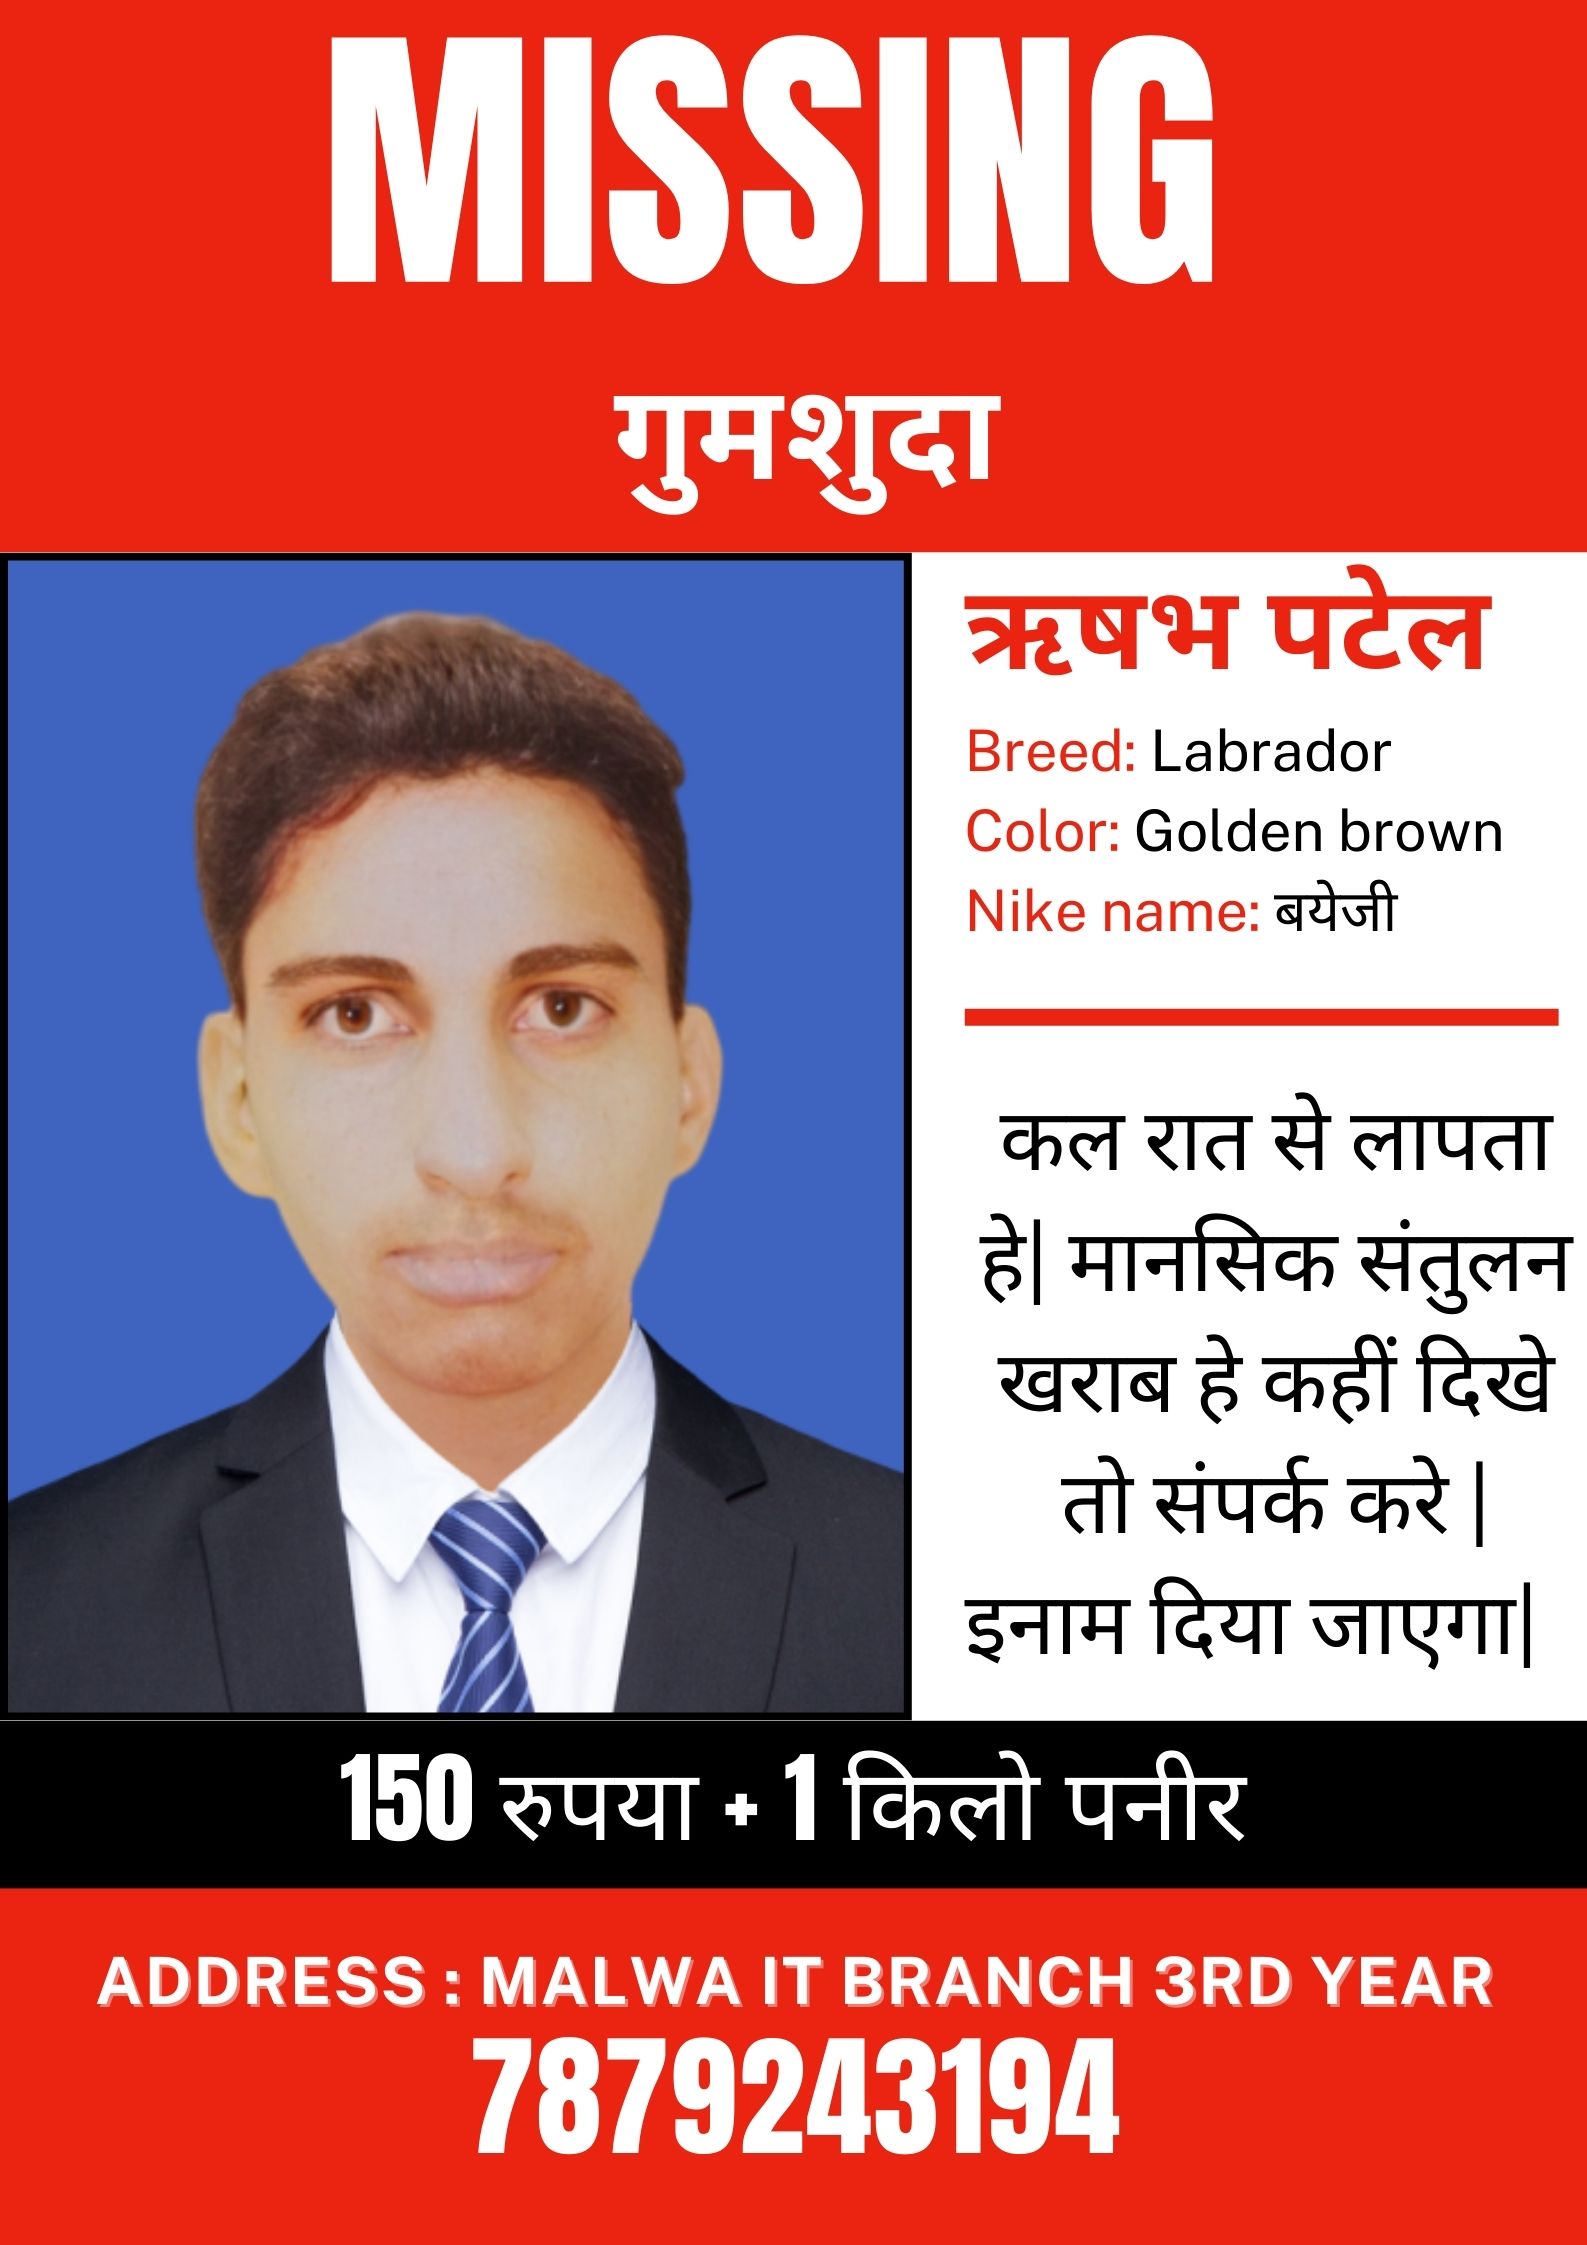 MISSING
गुमशुदा
ऋषभ पटेल
Breed: Labrador
Color: Golden brown
Nike name: बयेजी
कल रात से लापता
हे| मानसिक संतुलन
खराब हे कहीं दिखे
तो संपर्क करे |
इनाम दिया जाएगा|
150 रुपया + 1 किलो पनीर
ADDRESS : MALWA IT BRANCH 3RD YEAR
7879243194